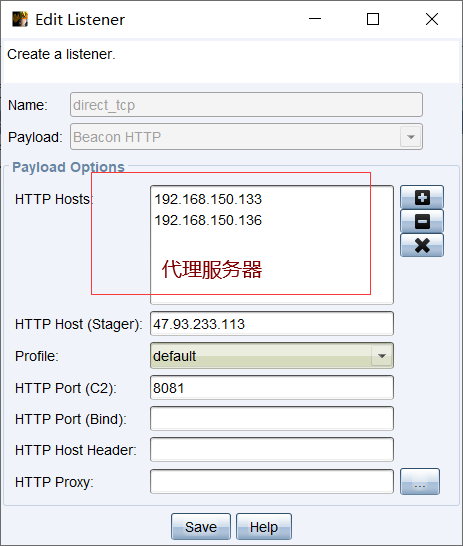 Edit Listener
Create a listener.
Name: direct_tcp
Payload: Beacon HTTP
Payload Options
HTTP Hosts: 192.168.150.133
192.168.150.136
代理服务器
HTTP Host (Stager): 47.93.233.113
Profile: default
HTTP Port (C2): 8081
HTTP Port (Bind):
HTTP Host Header:
HTTP Proxy: ...
Save Help